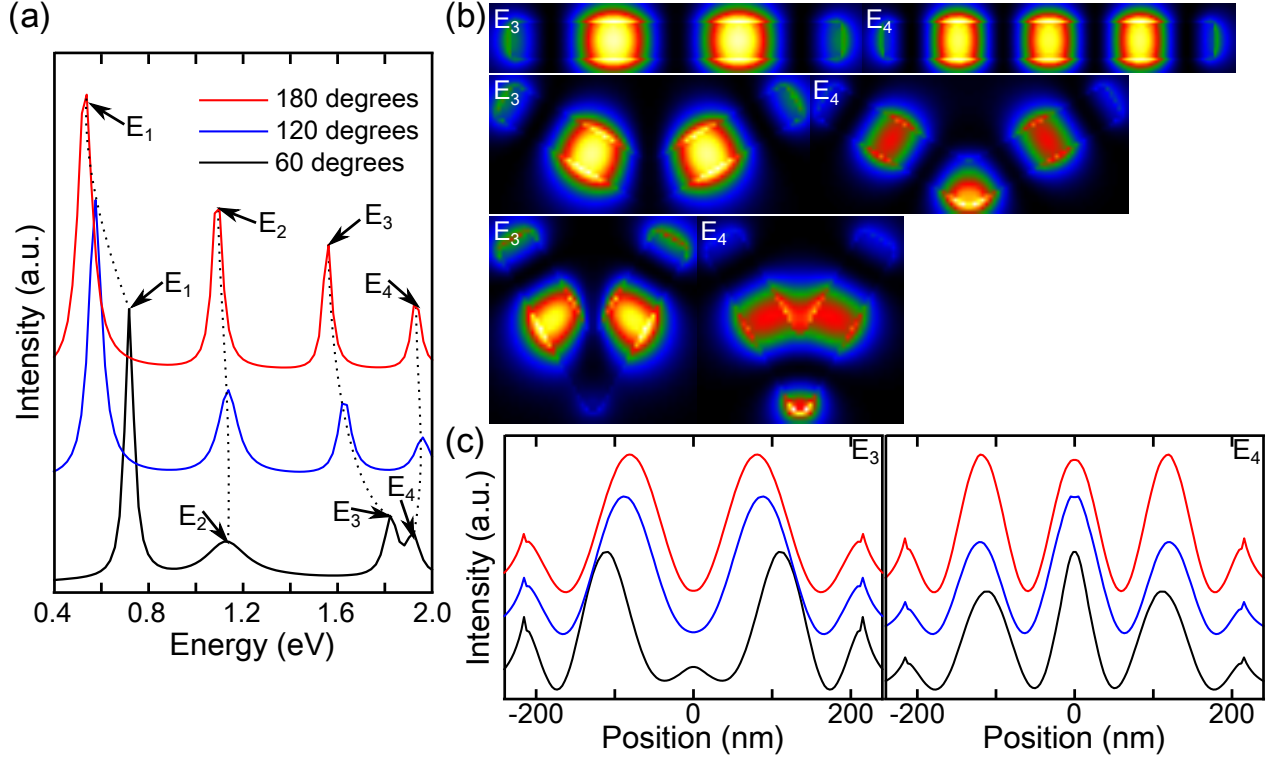 (a)
180 degrees
120 degrees
60 degrees
E1
E2
E3
E4
E1
E2
E3
E4
Intensity (a.u.)
0.4 0.8 1.2 1.6 2.0
Energy (eV)
(b)
E3 E4
E3 E4
E3 E4
(c)
E3 E4
Intensity (a.u.)
-200 0 200 -200 0 200
Position (nm) Position (nm)